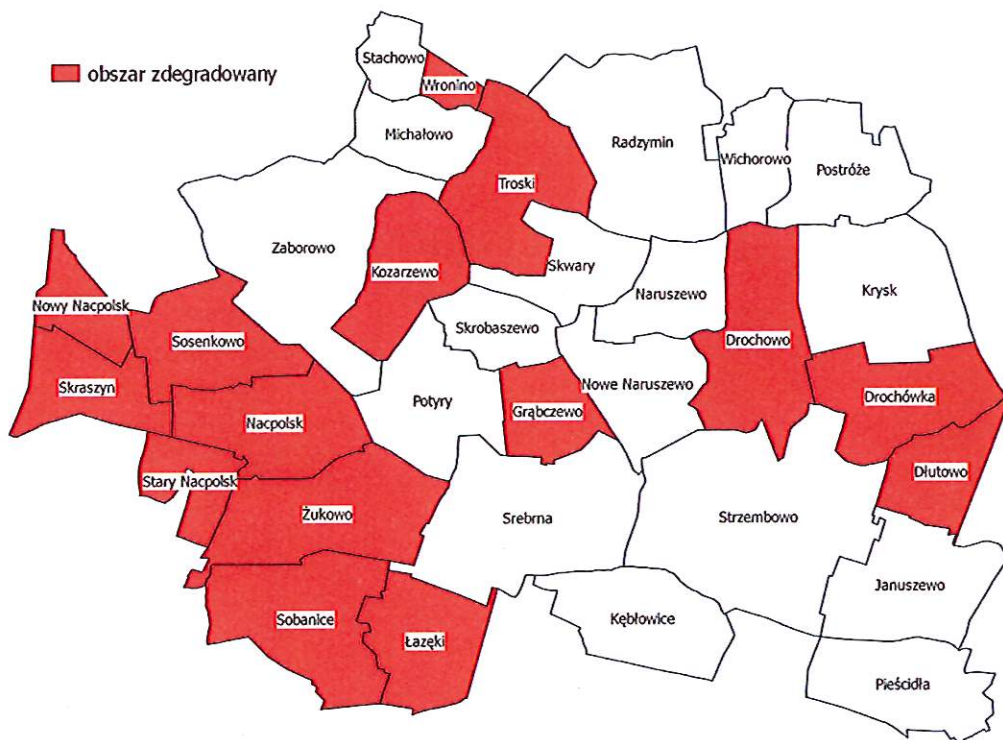 Stachowo
obszar zdegradowany
Wronino
Michałowo
Radzymin
Wichorowo
Postróże
Troski
Zaborowo
Kozarzewo
Skwary
Naruszewo
Krysk
Nowy Nacpolsk
Sosenkowo
Skrobaszewo
Drochowo
Skraszyn
Potyry
Grąbczewo
Nowe Naruszewo
Drochówka
Nacpolsk
Stary Nacpolsk
Dłutowo
Żukowo
Srebrna
Strzembowo
Januszewo
Sobanice
Łazęki
Kębłowice
Pieścidła